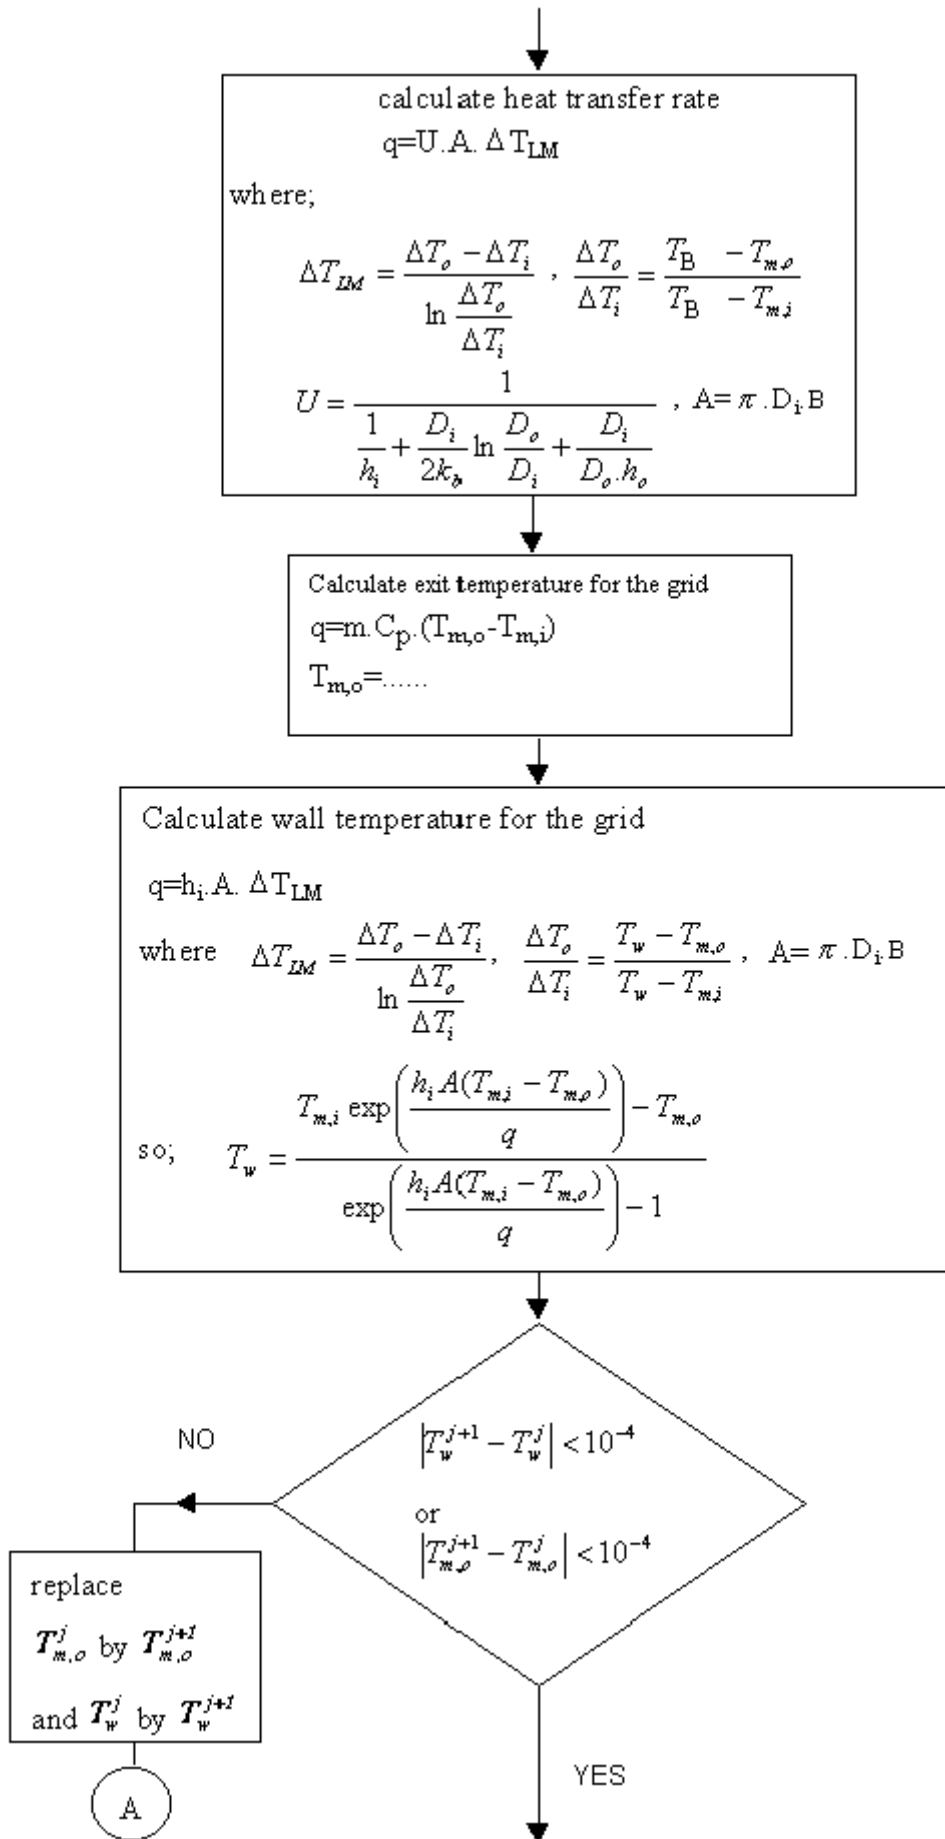 calculate heat transfer rate
q=U.A. ΔT_LM
where;
ΔT_LM = (ΔT_o − ΔT_i) / (ln (ΔT_o / ΔT_i)) , ΔT_o / ΔT_i = (T_B − T_m,o) / (T_B − T_m,i)
U = 1 / (1/h_i + (D_i / 2k_b) ln (D_o / D_i) + D_i / (D_o.h_o)) , A= π .D_i.B
Calculate exit temperature for the grid
q=m.C_p.(T_m,o-T_m,i)
T_m,o=......
Calculate wall temperature for the grid
q=h_i.A. ΔT_LM
where ΔT_LM = (ΔT_o − ΔT_i) / (ln (ΔT_o / ΔT_i)), ΔT_o / ΔT_i = (T_w − T_m,o) / (T_w − T_m,i) , A= π .D_i.B
so; T_w = (T_m,i exp(h_i A(T_m,i − T_m,o) / q) − T_m,o) / (exp(h_i A(T_m,i − T_m,o) / q) − 1)
|T_w^j+1 − T_w^j| < 10^−4
or
|T_m,o^j+1 − T_m,o^j| < 10^−4
NO
replace
T_m,o^j by T_m,o^j+1
and T_w^j by T_w^j+1
A
YES